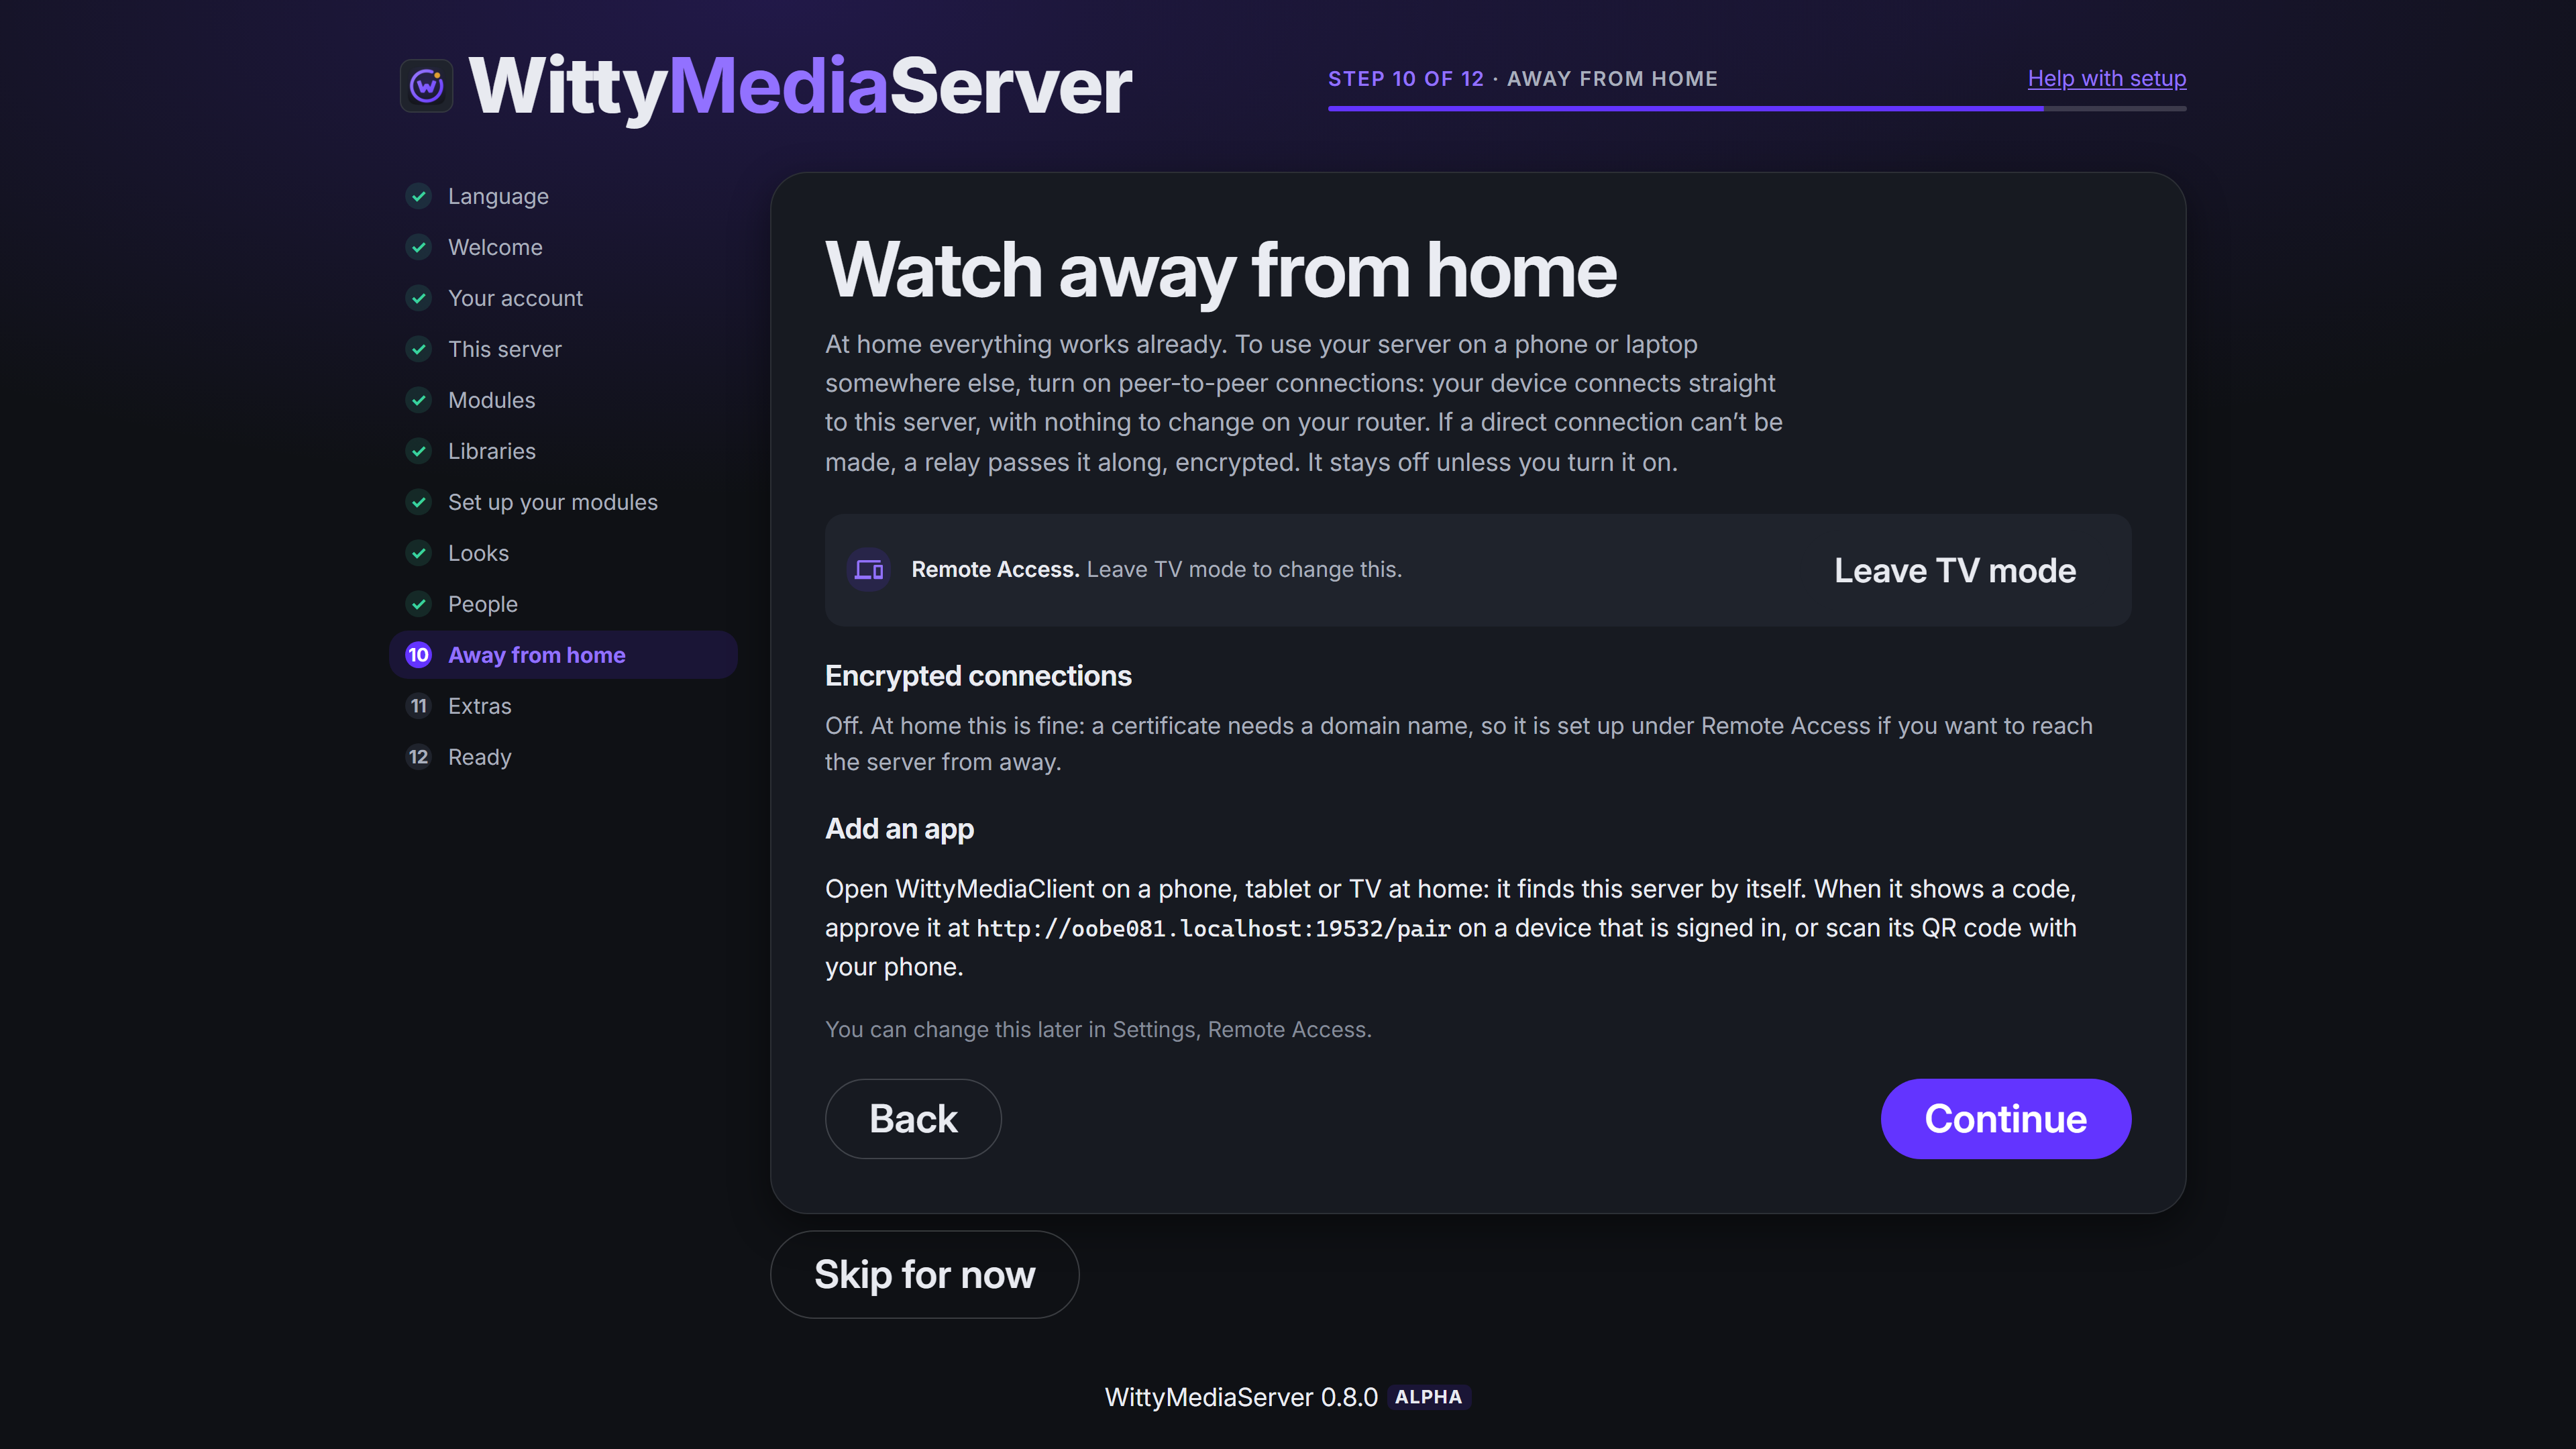 WittyMediaServer
STEP 10 OF 12 · AWAY FROM HOME
Help with setup
Language
Welcome
Your account
This server
Modules
Libraries
Set up your modules
Looks
People
10 Away from home
11 Extras
12 Ready
Watch away from home
At home everything works already. To use your server on a phone or laptop
somewhere else, turn on peer-to-peer connections: your device connects straight
to this server, with nothing to change on your router. If a direct connection can’t be
made, a relay passes it along, encrypted. It stays off unless you turn it on.
Remote Access. Leave TV mode to change this.
Leave TV mode
Encrypted connections
Off. At home this is fine: a certificate needs a domain name, so it is set up under Remote Access if you want to reach
the server from away.
Add an app
Open WittyMediaClient on a phone, tablet or TV at home: it finds this server by itself. When it shows a code,
approve it at http://oobe081.localhost:19532/pair on a device that is signed in, or scan its QR code with
your phone.
You can change this later in Settings, Remote Access.
Back
Continue
Skip for now
WittyMediaServer 0.8.0 ALPHA